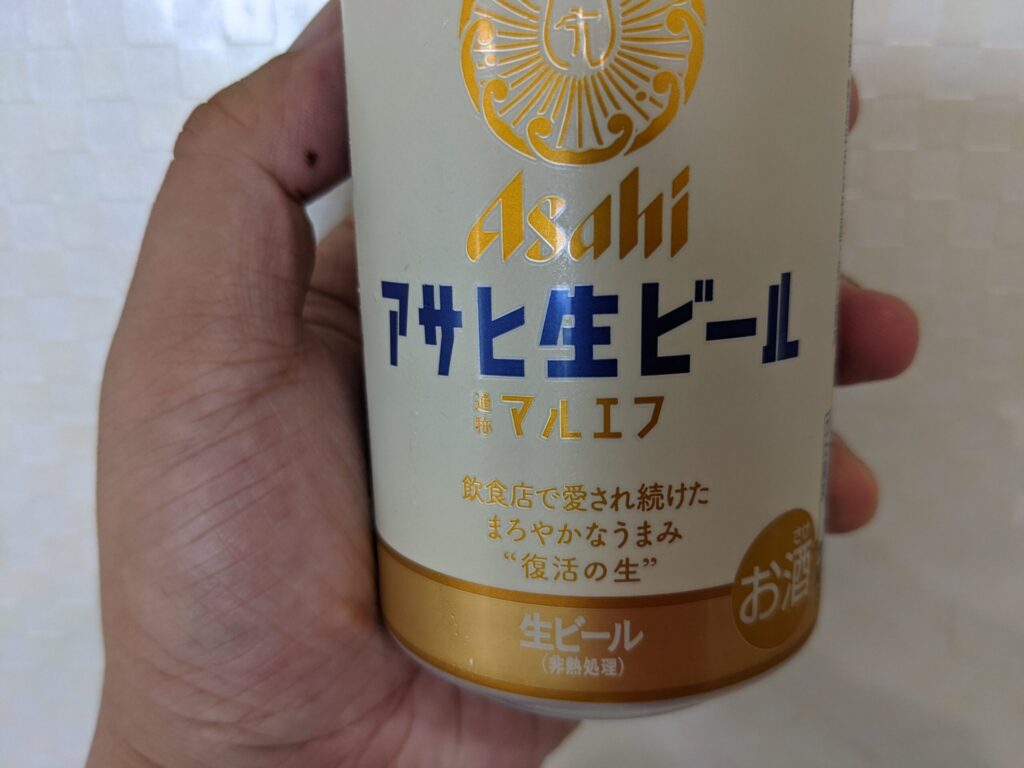 Asahi
アサヒ生ビール
通称 マルエフ
飲食店で愛され続けた
まろやかなうまみ
“復活の生”
さけ
お酒
生ビール
(非熱処理)